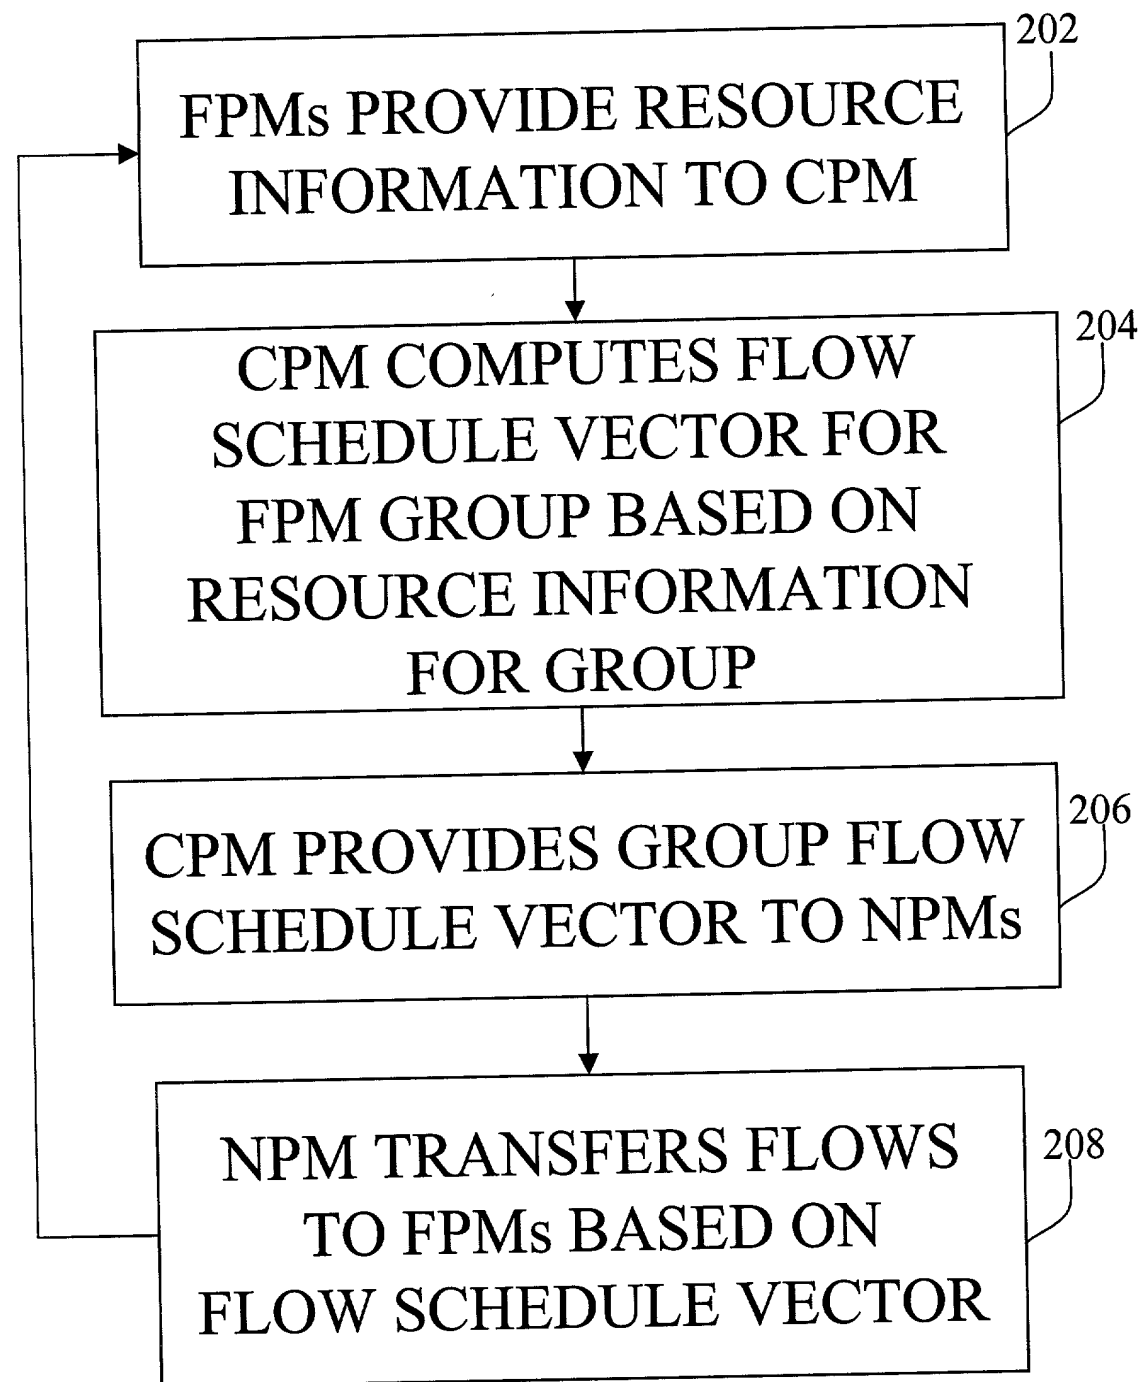 202
FPMs PROVIDE RESOURCE
INFORMATION TO CPM
204
CPM COMPUTES FLOW
SCHEDULE VECTOR FOR
FPM GROUP BASED ON
RESOURCE INFORMATION
FOR GROUP
206
CPM PROVIDES GROUP FLOW
SCHEDULE VECTOR TO NPMs
208
NPM TRANSFERS FLOWS
TO FPMs BASED ON
FLOW SCHEDULE VECTOR